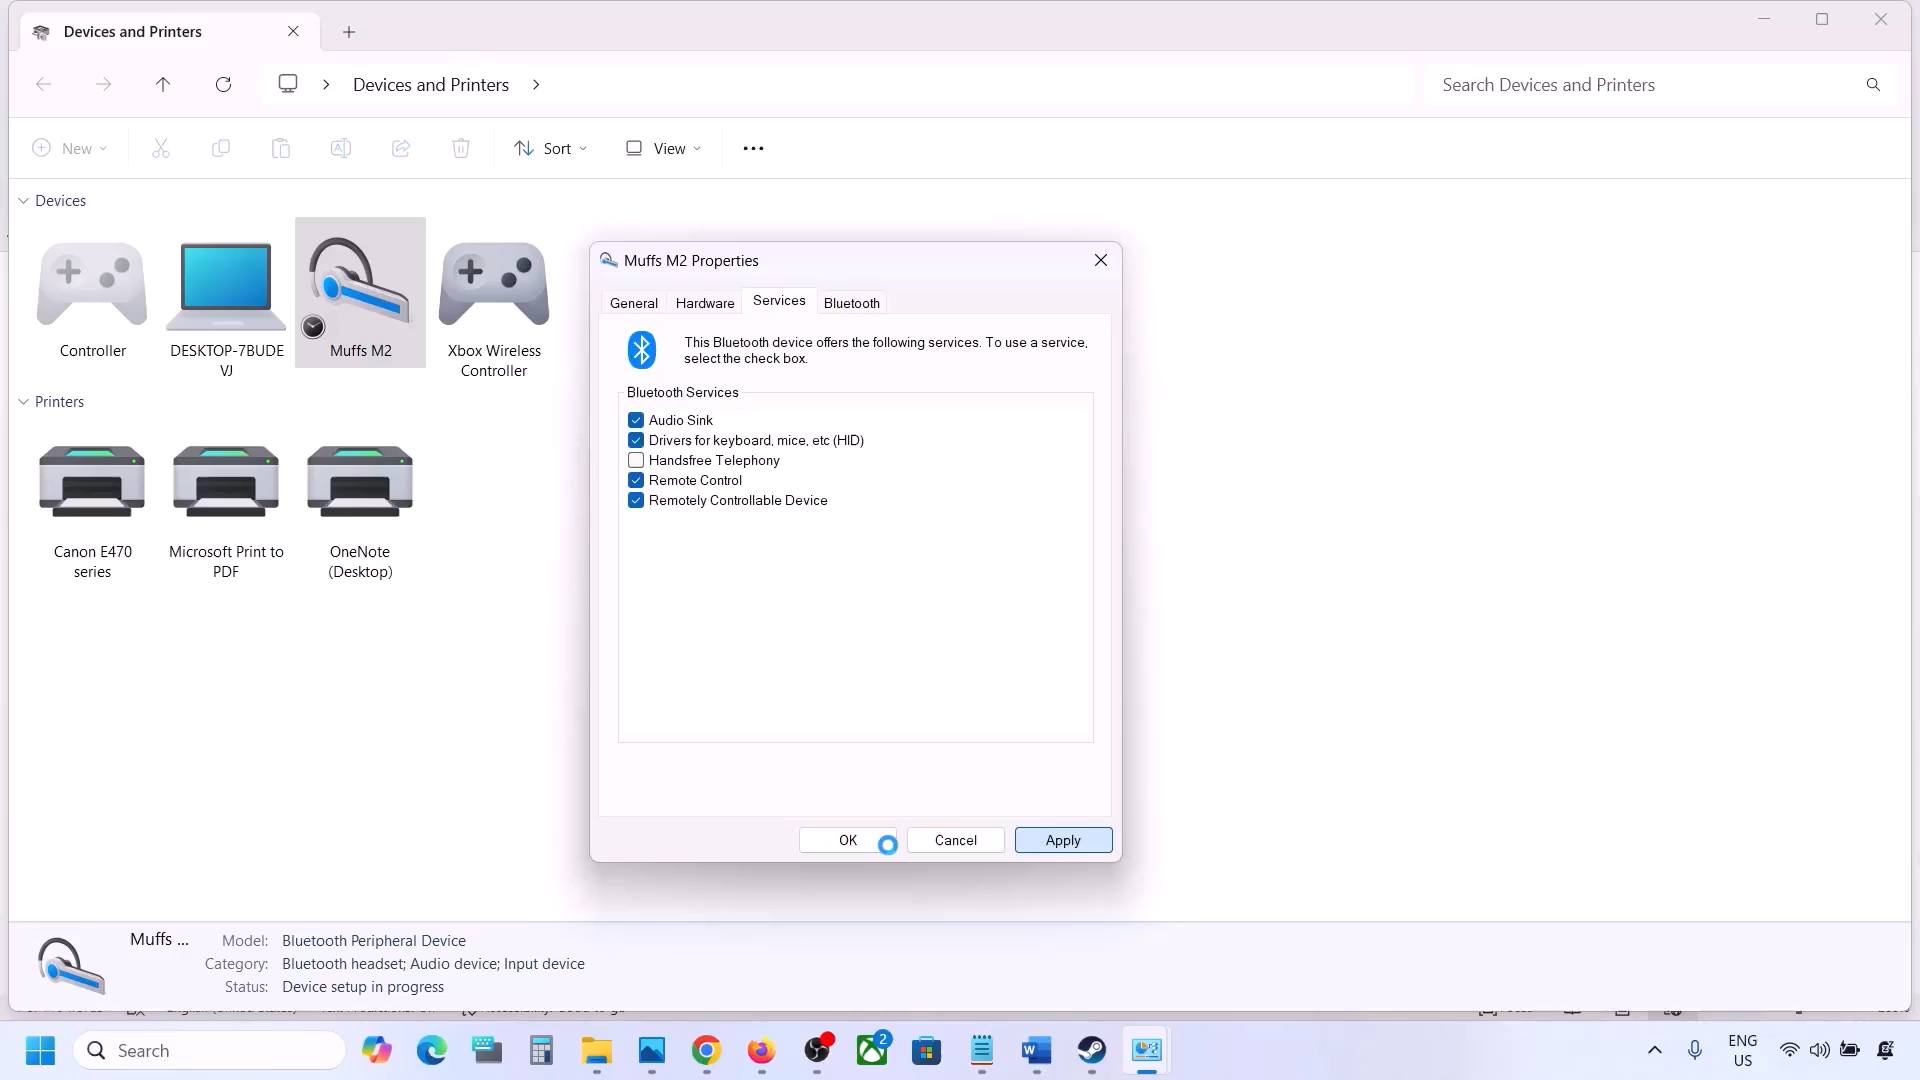 Devices and Printers
Devices and Printers
Search Devices and Printers
New
Sort
View
Devices
Controller
DESKTOP-7BUDE
VJ
Muffs M2
Xbox Wireless
Controller
Printers
Canon E470
series
Microsoft Print to
PDF
OneNote
(Desktop)
Muffs M2 Properties
General
Hardware
Services
Bluetooth
This Bluetooth device offers the following services. To use a service,
select the check box.
Bluetooth Services
Audio Sink
Drivers for keyboard, mice, etc (HID)
Handsfree Telephony
Remote Control
Remotely Controllable Device
OK
Cancel
Apply
Muffs ...
Model: Bluetooth Peripheral Device
Category: Bluetooth headset; Audio device; Input device
Status: Device setup in progress
Search
2
ENG
US